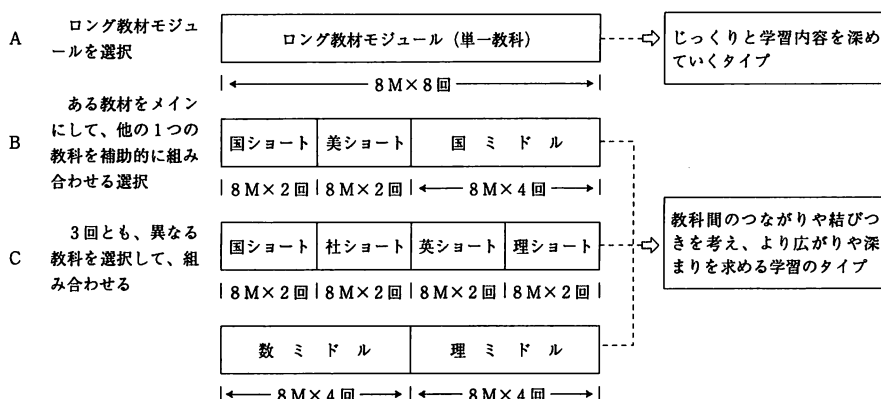 A ロング教材モジュ
ールを選択
ロング教材モジュール（単一教科）
8M×8回
じっくりと学習内容を深め
ていくタイプ
B ある教材をメイン
にして、他の1つの
教科を補助的に組み
合わせる選択
国ショート 美ショート 国ミドル
8M×2回 8M×2回 8M×4回
C 3回とも、異なる
教科を選択して、組
み合わせる
国ショート 社ショート 英ショート 理ショート
8M×2回 8M×2回 8M×2回 8M×2回
数ミドル 理ミドル
8M×4回 8M×4回
教科間のつながりや結びつ
きを考え、より広がりや深
まりを求める学習のタイプ